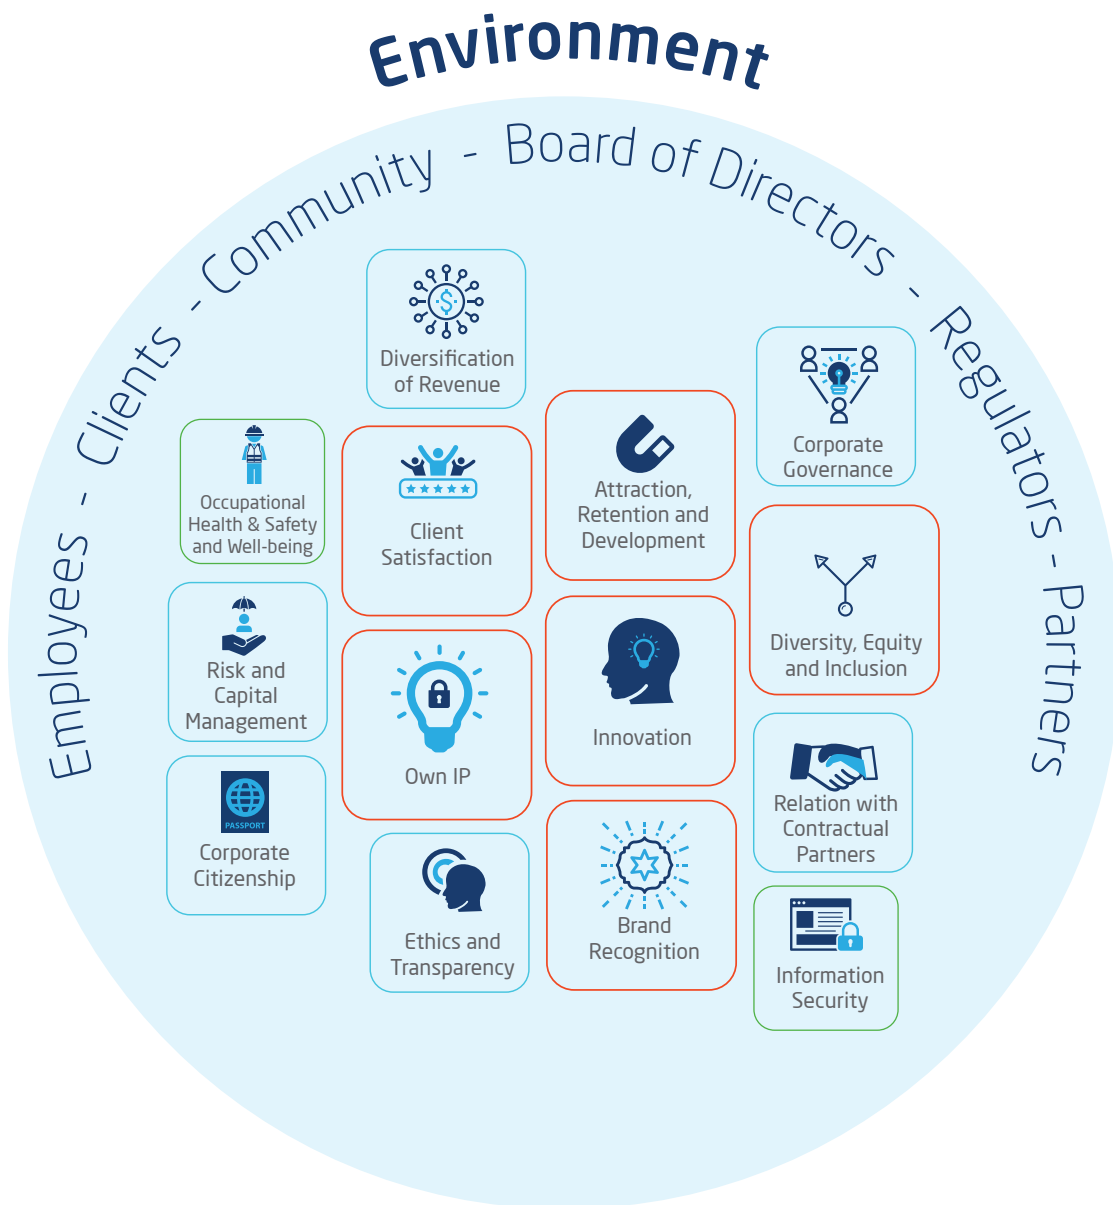 Environment
Employees - Clients - Community - Board of Directors - Regulators - Partners
Diversification
of Revenue
Corporate
Governance
Attraction,
Retention and
Development
Occupational
Health & Safety
and Well-being
Client
Satisfaction
Diversity, Equity
and Inclusion
Risk and
Capital
Management
Own IP
Innovation
Relation with
Contractual
Partners
PASSPORT
Corporate
Citizenship
Ethics and
Transparency
Brand
Recognition
Information
Security